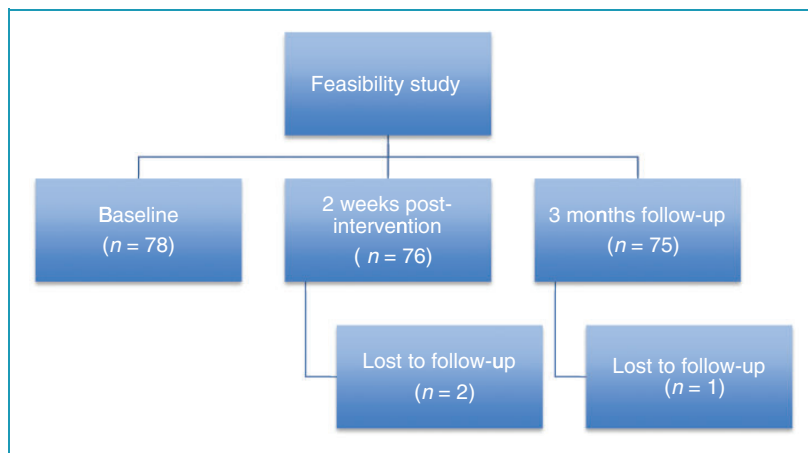 Feasibility study
Baseline
(n = 78)
2 weeks post-
intervention
( n = 76)
3 months follow-up
(n = 75)
Lost to follow-up
(n = 2)
Lost to follow-up
(n = 1)